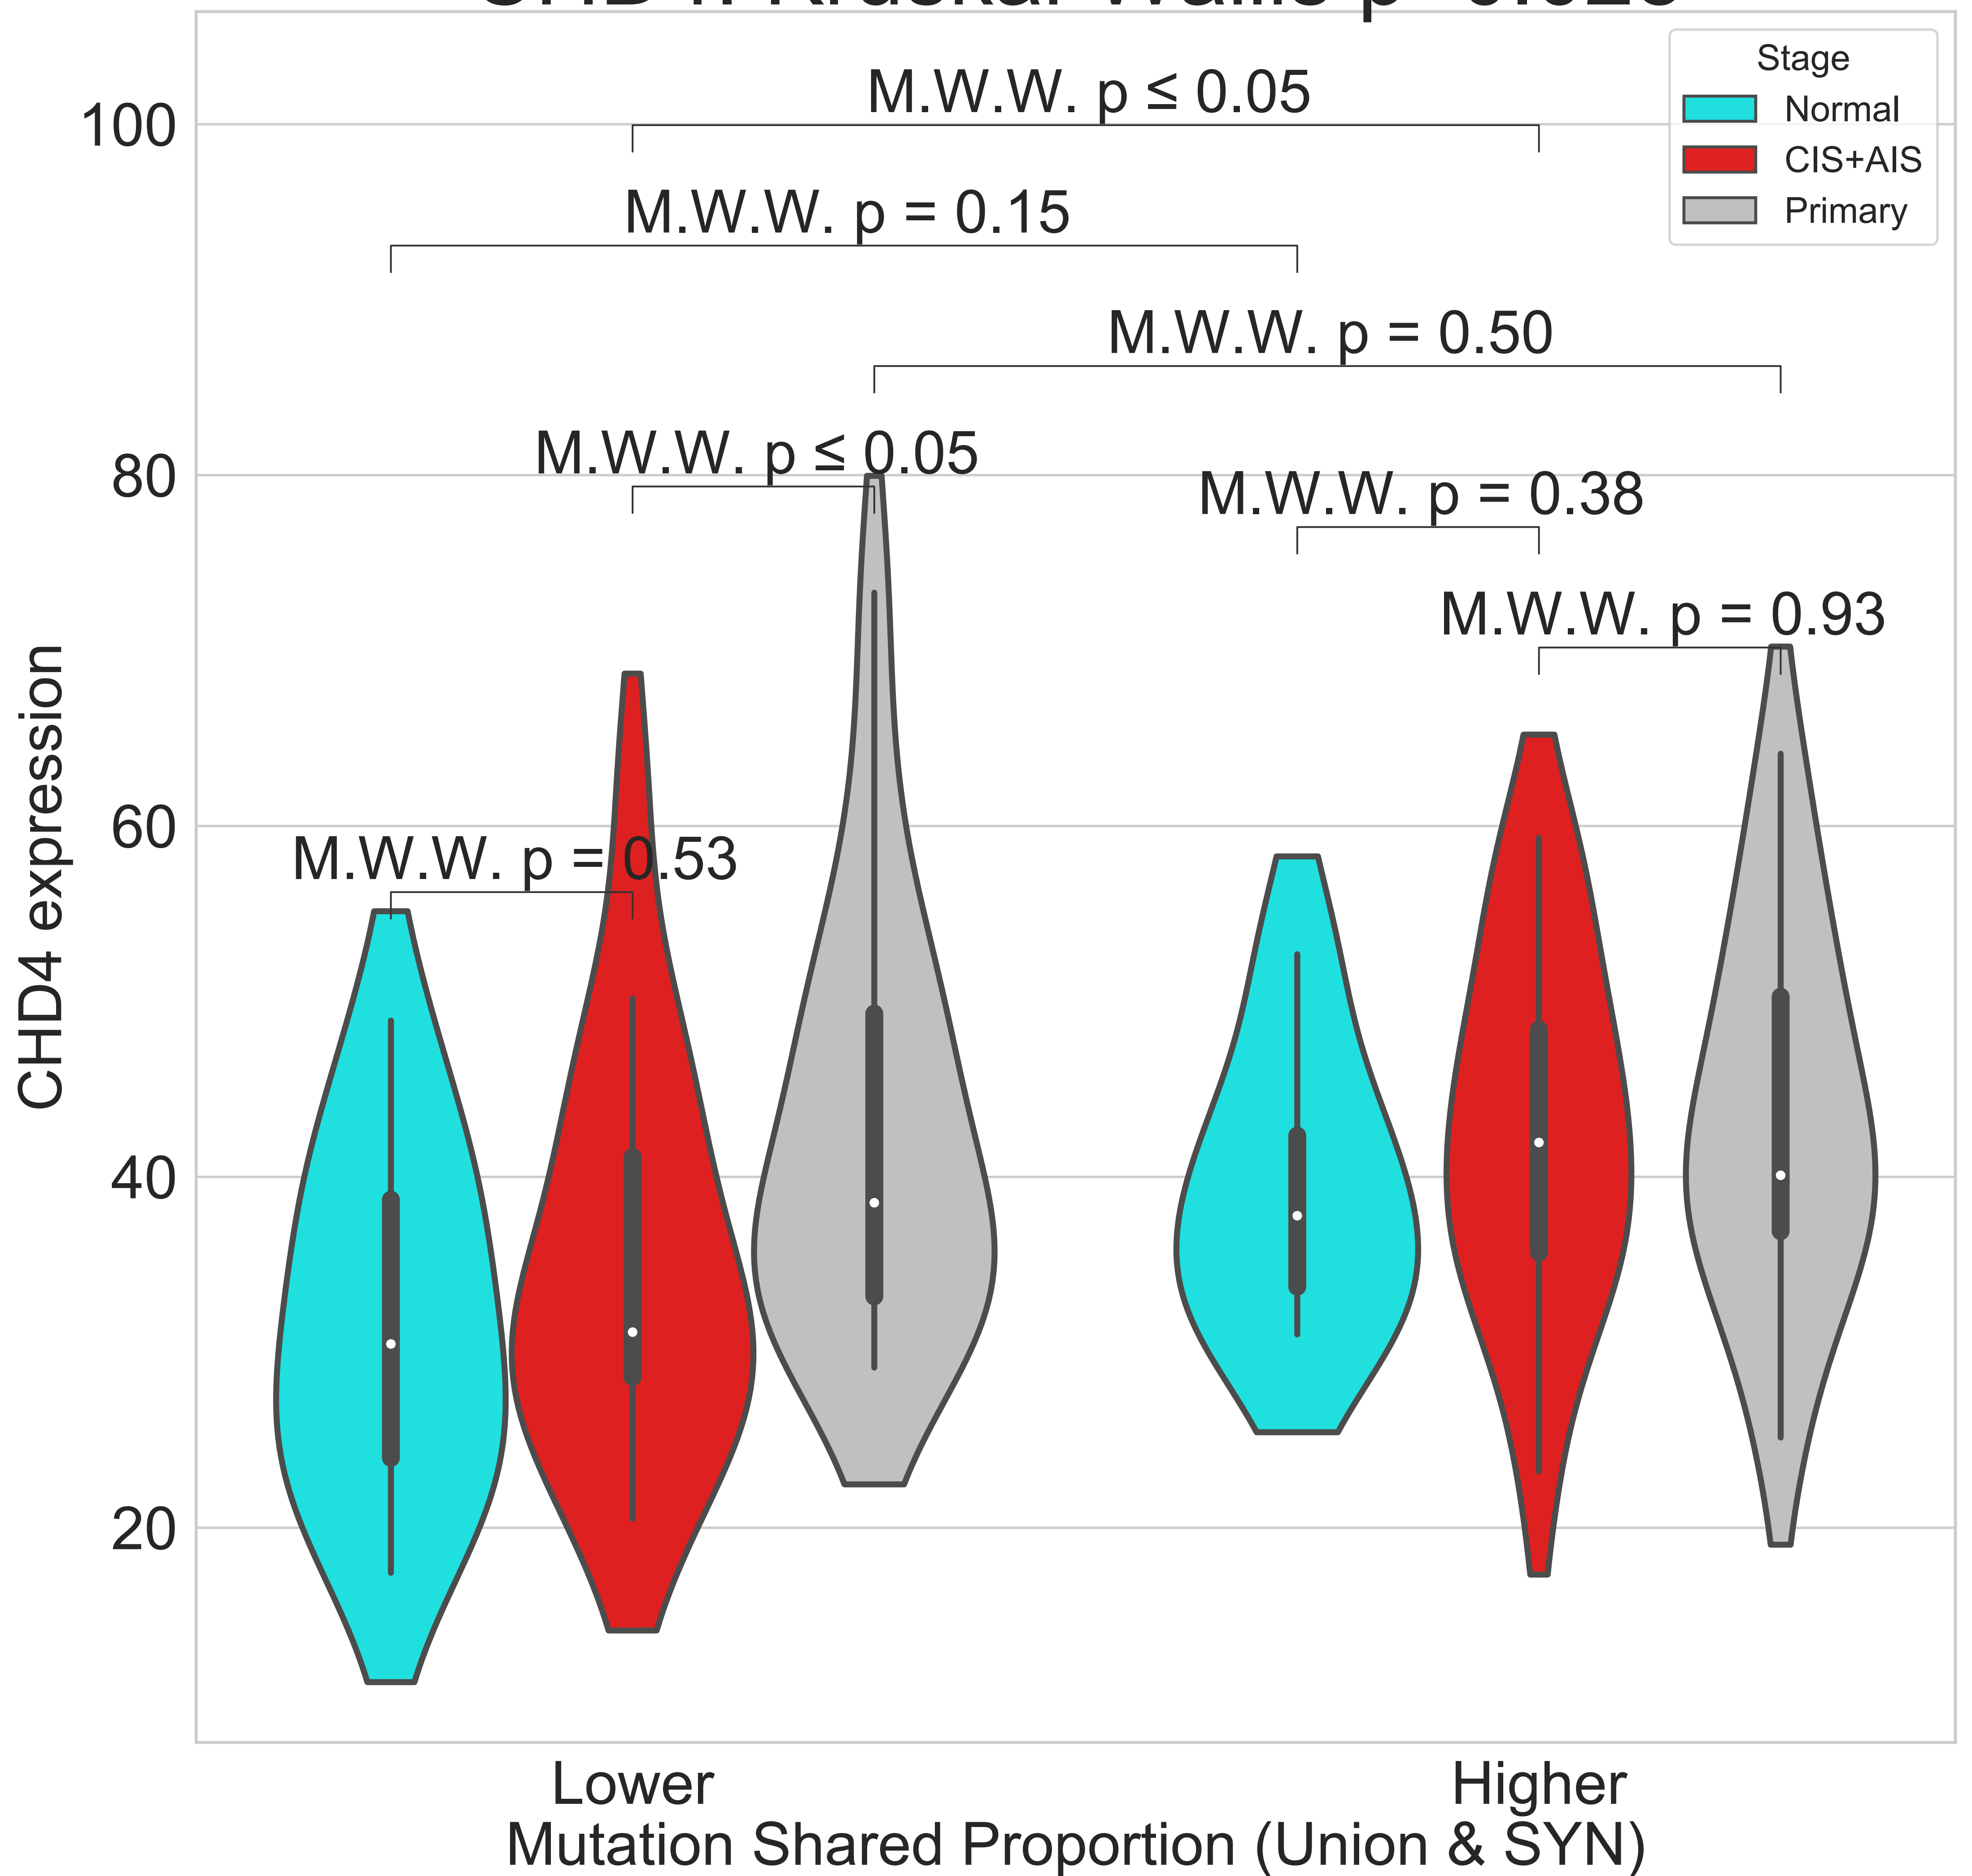 Stage
Normal
CIS+AIS
Primary
M.W.W. p ≤ 0.05
M.W.W. p = 0.15
M.W.W. p = 0.50
M.W.W. p ≤ 0.05
M.W.W. p = 0.38
M.W.W. p = 0.93
M.W.W. p = 0.53
100
80
60
40
20
CHD4 expression
Lower
Higher
Mutation Shared Proportion (Union & SYN)